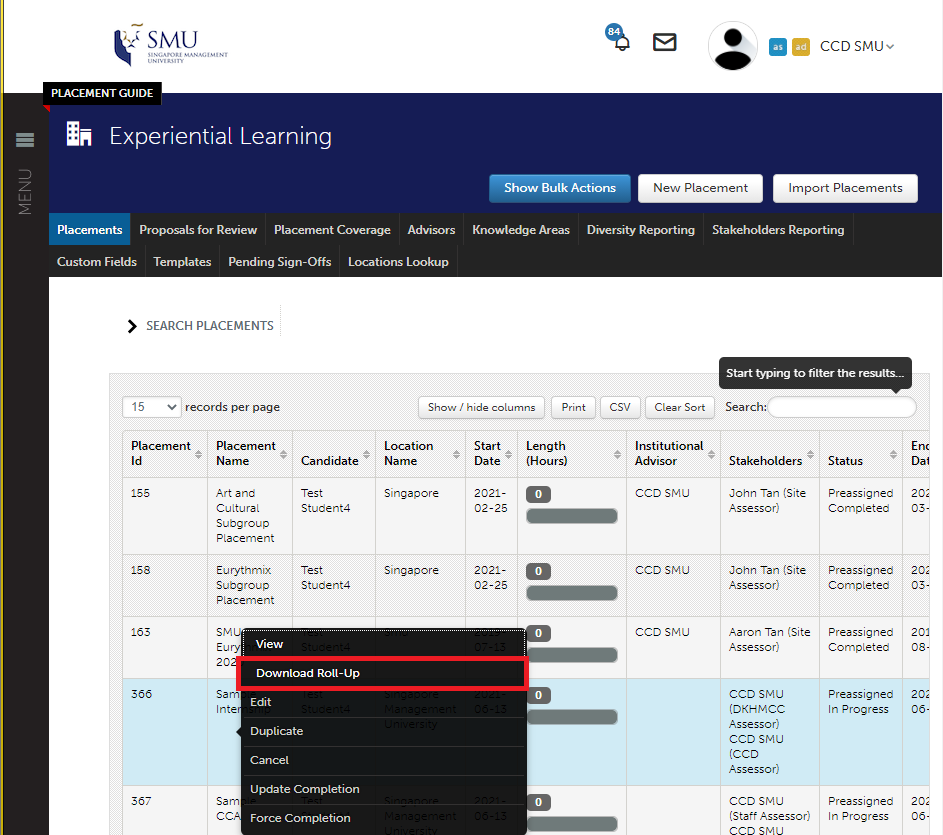 SMU
SINGAPORE MANAGEMENT
UNIVERSITY
84
as ad CCD SMU
PLACEMENT GUIDE
MENU
Experiential Learning
Show Bulk Actions New Placement Import Placements
Placements Proposals for Review Placement Coverage Advisors Knowledge Areas Diversity Reporting Stakeholders Reporting
Custom Fields Templates Pending Sign-Offs Locations Lookup
SEARCH PLACEMENTS
Start typing to filter the results...
15 records per page Show / hide columns Print CSV Clear Sort Search:
Placement Id Placement Name Candidate Location Name Start Date Length (Hours) Institutional Advisor Stakeholders Status End Dat
155 Art and Cultural Subgroup Placement Test Student4 Singapore 2021-02-25 0 CCD SMU John Tan (Site Assessor) Preassigned Completed 202 03-
158 Eurythmix Subgroup Placement Test Student4 Singapore 2021-02-25 0 CCD SMU John Tan (Site Assessor) Preassigned Completed 202 03-
163 SMU Eury 202 0 CCD SMU Aaron Tan (Site Assessor) Preassigned Completed 201 08-
366 Sam Intern Test Student4 Singapore Management University 2021-06-13 0 CCD SMU (DKHMCC Assessor) CCD SMU (CCD Assessor) Preassigned In Progress 202 06-
367 Sample CCA Test Student4 Singapore Management University 2021-06-13 0 CCD SMU (Staff Assessor) CCD SMU Preassigned In Progress 202 06-
View
Download Roll-Up
Edit
Duplicate
Cancel
Update Completion
Force Completion